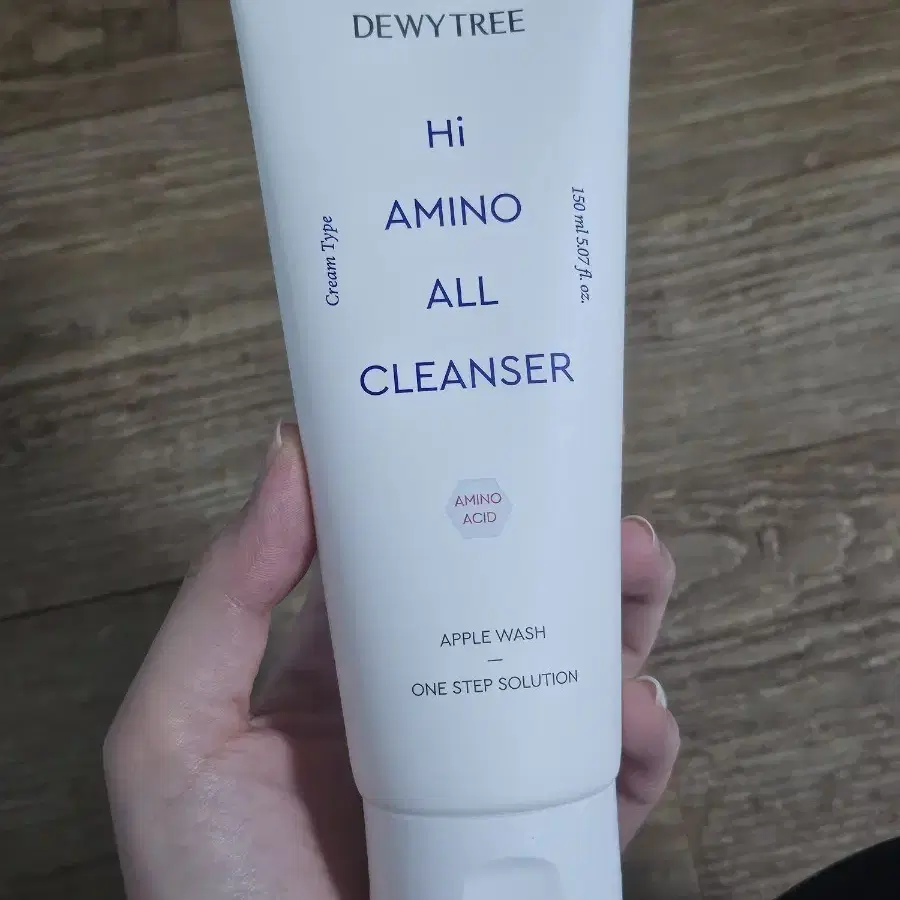 DEWYTREE
Hi
AMINO
ALL
CLEANSER
Cream Type
150 ml 5.07 fl. oz.
AMINO
ACID
APPLE WASH
—
ONE STEP SOLUTION